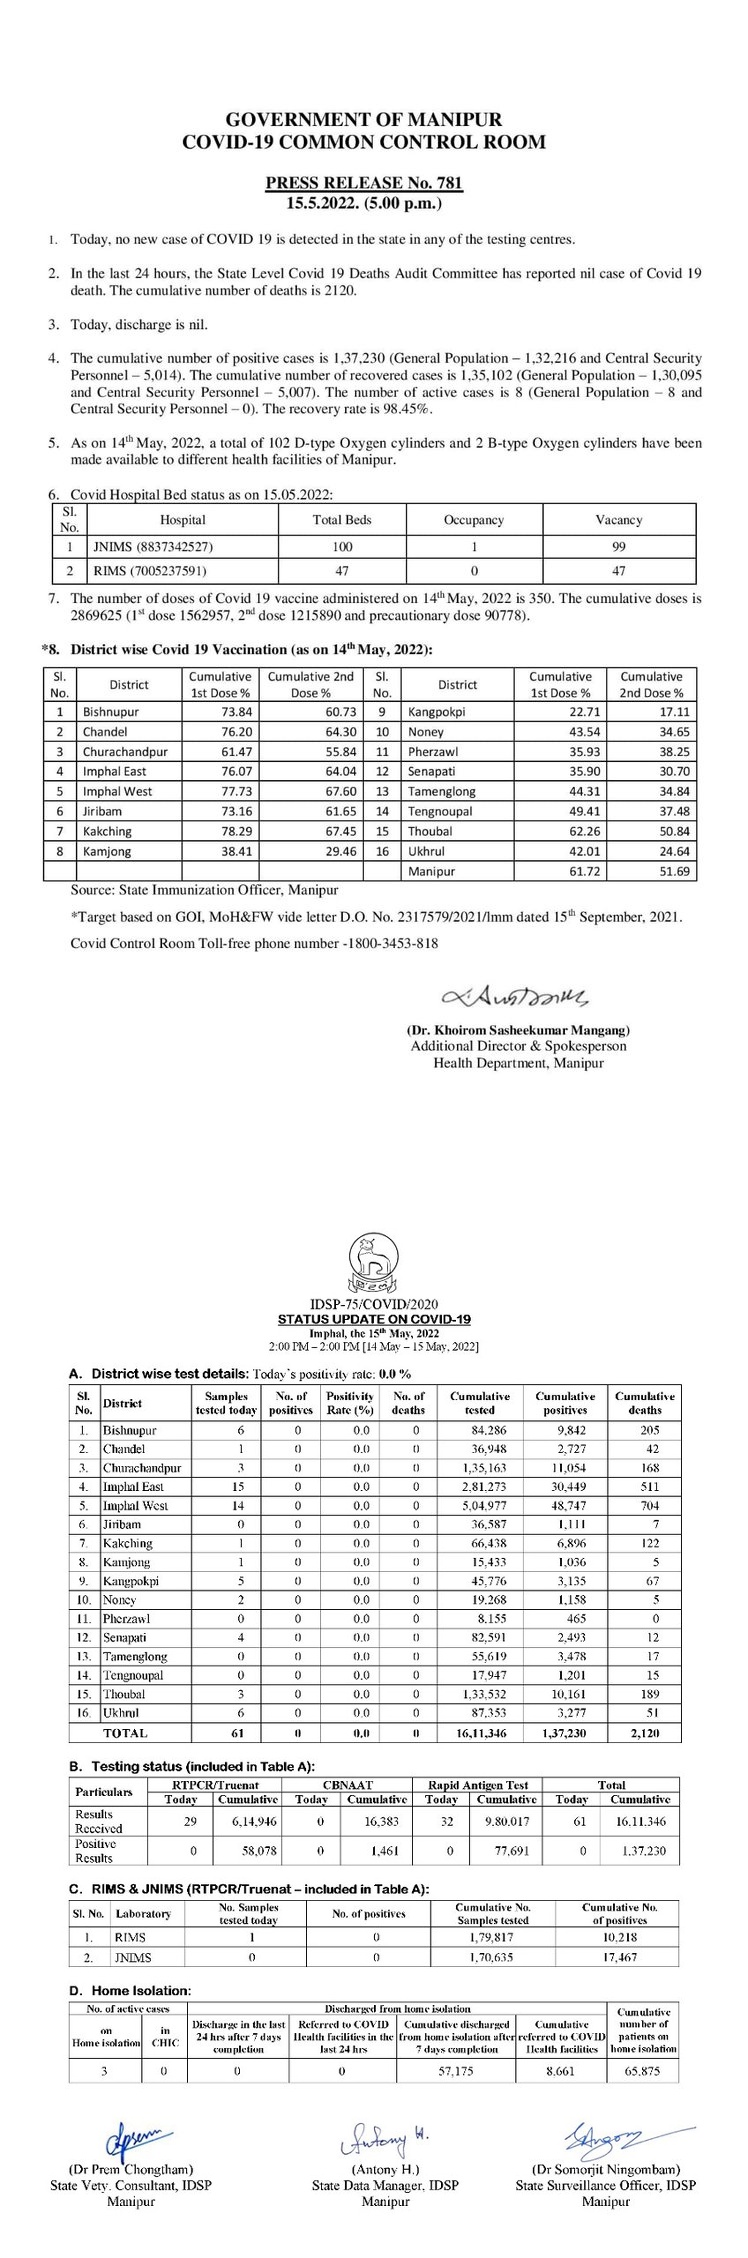 GOVERNMENT OF MANIPUR
COVID-19 COMMON CONTROL ROOM
PRESS RELEASE No. 781
15.5.2022. (5.00 p.m.)
1. Today, no new case of COVID 19 is detected in the state in any of the testing centres.
2. In the last 24 hours, the State Level Covid 19 Deaths Audit Committee has reported nil case of Covid 19
death. The cumulative number of deaths is 2120.
3. Today, discharge is nil.
4. The cumulative number of positive cases is 1,37,230 (General Population – 1,32,216 and Central Security
Personnel – 5,014). The cumulative number of recovered cases is 1,35,102 (General Population – 1,30,095
and Central Security Personnel – 5,007). The number of active cases is 8 (General Population – 8 and
Central Security Personnel – 0). The recovery rate is 98.45%.
5. As on 14th May, 2022, a total of 102 D-type Oxygen cylinders and 2 B-type Oxygen cylinders have been
made available to different health facilities of Manipur.
6. Covid Hospital Bed status as on 15.05.2022:
Sl. No. Hospital Total Beds Occupancy Vacancy
1 JNIMS (8837342527) 100 1 99
2 RIMS (7005237591) 47 0 47
7. The number of doses of Covid 19 vaccine administered on 14th May, 2022 is 350. The cumulative doses is
2869625 (1st dose 1562957, 2nd dose 1215890 and precautionary dose 90778).
*8. District wise Covid 19 Vaccination (as on 14th May, 2022):
Sl. No. District Cumulative 1st Dose % Cumulative 2nd Dose % Sl. No. District Cumulative 1st Dose % Cumulative 2nd Dose %
1 Bishnupur 73.84 60.73 9 Kangpokpi 22.71 17.11
2 Chandel 76.20 64.30 10 Noney 43.54 34.65
3 Churachandpur 61.47 55.84 11 Pherzawl 35.93 38.25
4 Imphal East 76.07 64.04 12 Senapati 35.90 30.70
5 Imphal West 77.73 67.60 13 Tamenglong 44.31 34.84
6 Jiribam 73.16 61.65 14 Tengnoupal 49.41 37.48
7 Kakching 78.29 67.45 15 Thoubal 62.26 50.84
8 Kamjong 38.41 29.46 16 Ukhrul 42.01 24.64
Manipur 61.72 51.69
Source: State Immunization Officer, Manipur
*Target based on GOI, MoH&FW vide letter D.O. No. 2317579/2021/Imm dated 15th September, 2021.
Covid Control Room Toll-free phone number -1800-3453-818
(Dr. Khoirom Sasheekumar Mangang)
Additional Director & Spokesperson
Health Department, Manipur
IDSP-75/COVID/2020
STATUS UPDATE ON COVID-19
Imphal, the 15th May, 2022
2:00 PM – 2:00 PM [14 May – 15 May, 2022]
A. District wise test details: Today's positivity rate: 0.0 %
Sl. No. District Samples tested today No. of positives Positivity Rate (%) No. of deaths Cumulative tested Cumulative positives Cumulative deaths
1. Bishnupur 6 0 0.0 0 84,286 9,842 205
2. Chandel 1 0 0.0 0 36,948 2,727 42
3. Churachandpur 3 0 0.0 0 1,35,163 11,054 168
4. Imphal East 15 0 0.0 0 2,81,273 30,449 511
5. Imphal West 14 0 0.0 0 5,04,977 48,747 704
6. Jiribam 0 0 0.0 0 36,587 1,111 7
7. Kakching 1 0 0.0 0 66,438 6,896 122
8. Kamjong 1 0 0.0 0 15,433 1,036 5
9. Kangpokpi 5 0 0.0 0 45,776 3,135 67
10. Noney 2 0 0.0 0 19,268 1,158 5
11. Pherzawl 0 0 0.0 0 8,155 465 0
12. Senapati 4 0 0.0 0 82,591 2,493 12
13. Tamenglong 0 0 0.0 0 55,619 3,478 17
14. Tengnoupal 0 0 0.0 0 17,947 1,201 15
15. Thoubal 3 0 0.0 0 1,33,532 10,161 189
16. Ukhrul 6 0 0.0 0 87,353 3,277 51
TOTAL 61 0 0.0 0 16,11,346 1,37,230 2,120
B. Testing status (included in Table A):
Particulars RTPCR/Truenat CBNAAT Rapid Antigen Test Total
Today Cumulative Today Cumulative Today Cumulative Today Cumulative
Results Received 29 6,14,946 0 16,383 32 9,80,017 61 16,11,346
Positive Results 0 58,078 0 1,461 0 77,691 0 1,37,230
C. RIMS & JNIMS (RTPCR/Truenat – included in Table A):
Sl. No. Laboratory No. Samples tested today No. of positives Cumulative No. Samples tested Cumulative No. of positives
1. RIMS 1 0 1,79,817 10,218
2. JNIMS 0 0 1,70,635 17,467
D. Home Isolation:
No. of active cases Discharged from home isolation Cumulative number of patients on home isolation
on Home isolation in CHIC Discharge in the last 24 hrs after 7 days completion Referred to COVID Health facilities in the last 24 hrs Cumulative discharged from home isolation after 7 days completion Cumulative referred to COVID Health facilities
3 0 0 0 57,175 8,661 65,875
Antony H.
(Dr Prem Chongtham) (Antony H.) (Dr Somorjit Ningombam)
State Vety. Consultant, IDSP State Data Manager, IDSP State Surveillance Officer, IDSP
Manipur Manipur Manipur